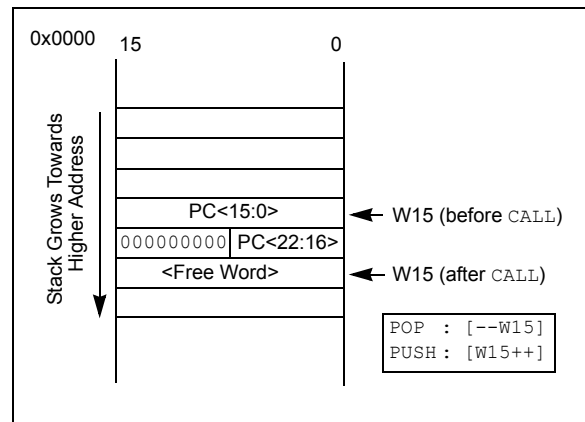 0x0000
15 0
Stack Grows Towards
Higher Address
PC<15:0>
W15 (before CALL)
000000000 PC<22:16>
<Free Word>
W15 (after CALL)
POP : [--W15]
PUSH : [W15++]